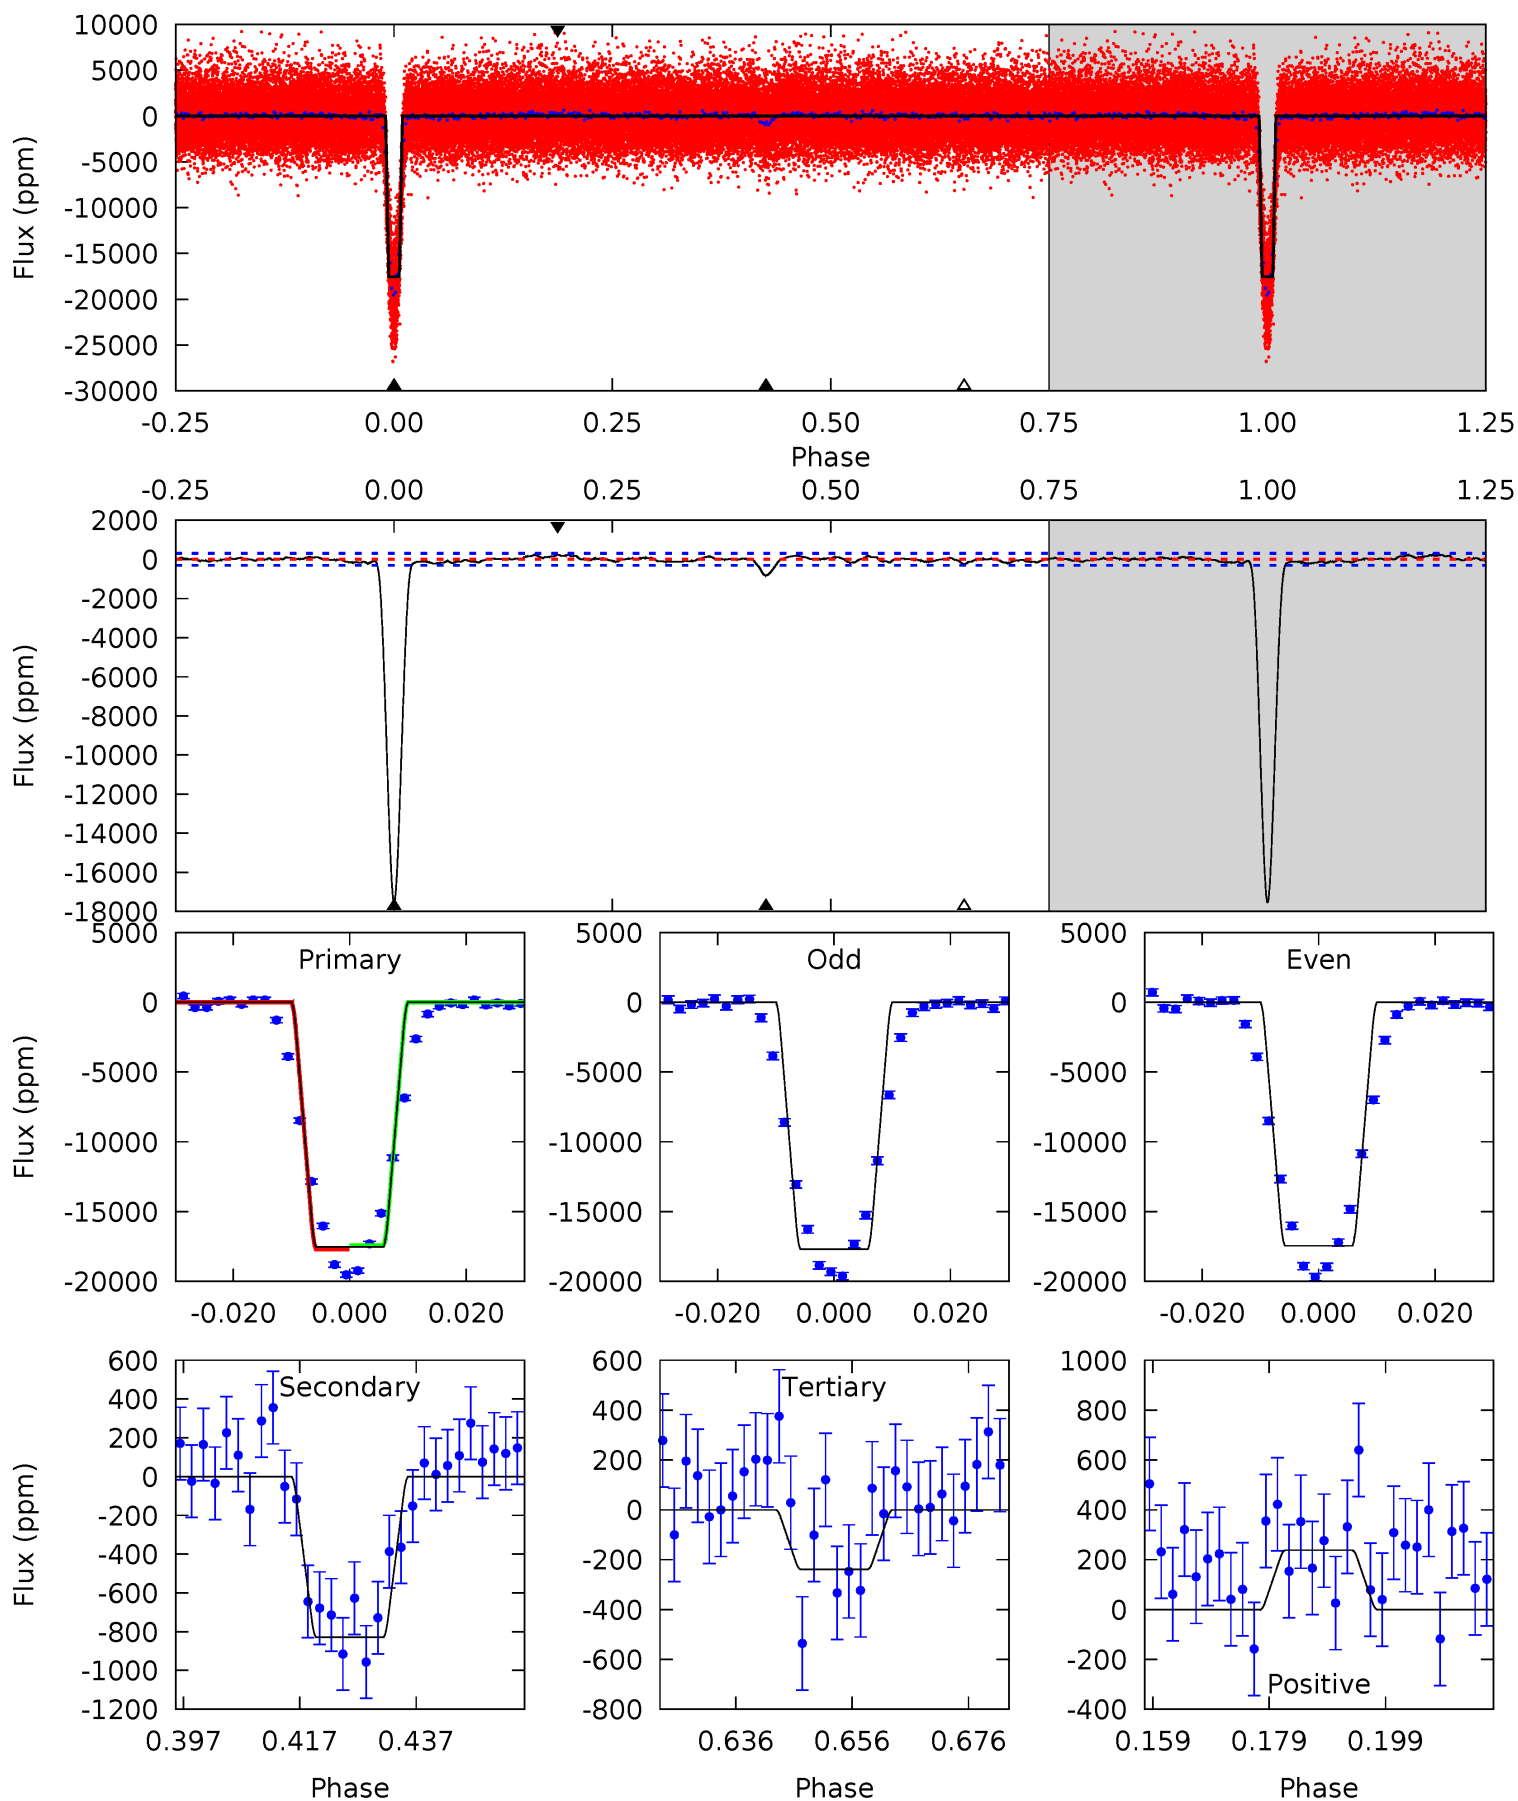 10000
5000
0
-5000
-10000
-15000
-20000
-25000
-30000
Flux (ppm)
-0.25 0.00 0.25 0.50 0.75 1.00 1.25
Phase
-0.25 0.00 0.25 0.50 0.75 1.00 1.25
2000
0
-2000
-4000
-6000
-8000
-10000
-12000
-14000
-16000
-18000
Flux (ppm)
Primary
5000
0
-5000
-10000
-15000
-20000
Flux (ppm)
-0.020 0.000 0.020
Odd
5000
0
-5000
-10000
-15000
-20000
-0.020 0.000 0.020
Even
5000
0
-5000
-10000
-15000
-20000
-0.020 0.000 0.020
Secondary
600
400
200
0
-200
-400
-600
-800
-1000
-1200
Flux (ppm)
0.397 0.417 0.437
Phase
Tertiary
600
400
200
0
-200
-400
-600
-800
0.636 0.656 0.676
Phase
1000
800
600
400
200
0
-200
-400
Positive
0.159 0.179 0.199
Phase